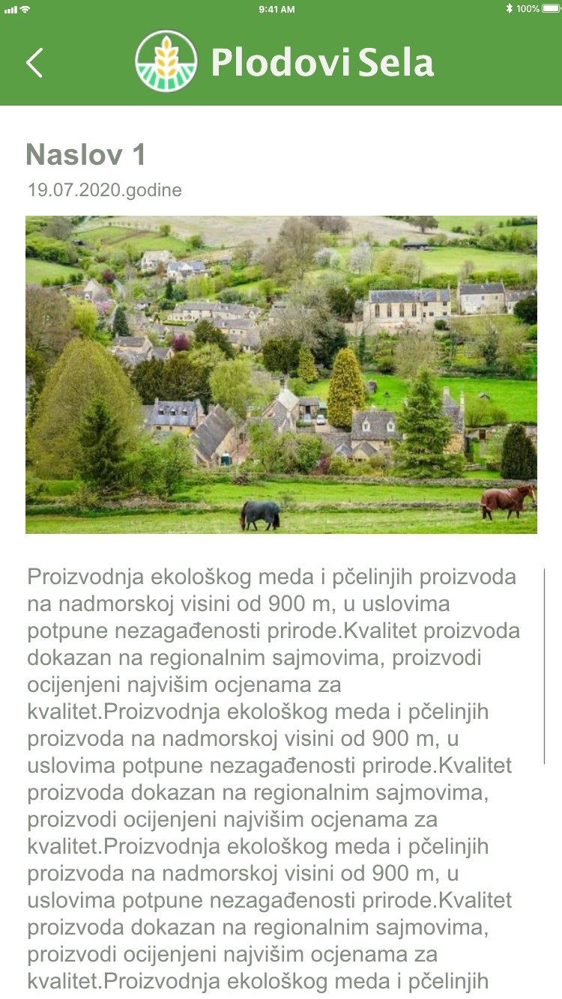 9:41 AM
100%
Plodovi Sela
Naslov 1
19.07.2020.godine
Proizvodnja ekološkog meda i pčelinjih proizvoda
na nadmorskoj visini od 900 m, u uslovima
potpune nezagađenosti prirode.Kvalitet proizvoda
dokazan na regionalnim sajmovima, proizvodi
ocijenjeni najvišim ocjenama za
kvalitet.Proizvodnja ekološkog meda i pčelinjih
proizvoda na nadmorskoj visini od 900 m, u
uslovima potpune nezagađenosti prirode.Kvalitet
proizvoda dokazan na regionalnim sajmovima,
proizvodi ocijenjeni najvišim ocjenama za
kvalitet.Proizvodnja ekološkog meda i pčelinjih
proizvoda na nadmorskoj visini od 900 m, u
uslovima potpune nezagađenosti prirode.Kvalitet
proizvoda dokazan na regionalnim sajmovima,
proizvodi ocijenjeni najvišim ocjenama za
kvalitet.Proizvodnja ekološkog meda i pčelinjih